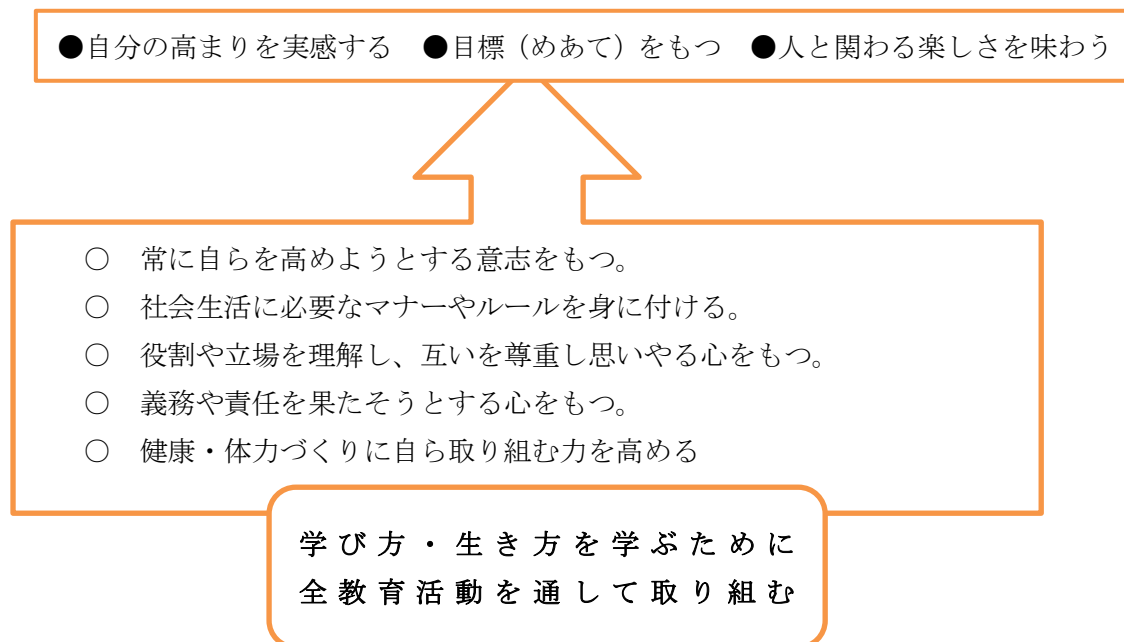 ●自分の高まりを実感する　●目標（めあて）をもつ　●人と関わる楽しさを味わう
○　常に自らを高めようとする意志をもつ。
○　社会生活に必要なマナーやルールを身に付ける。
○　役割や立場を理解し、互いを尊重し思いやる心をもつ。
○　義務や責任を果たそうとする心をもつ。
○　健康・体力づくりに自ら取り組む力を高める
学び方・生き方を学ぶために
全教育活動を通して取り組む